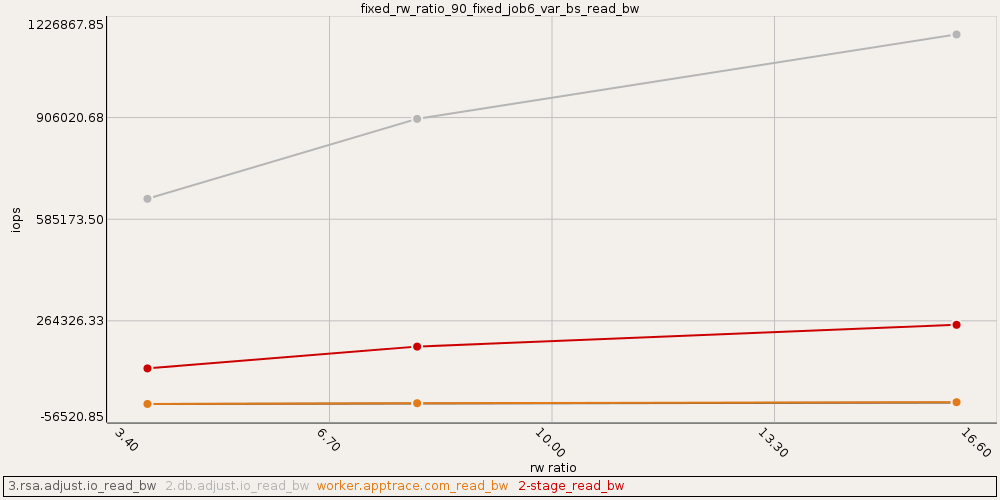 fixed_rw_ratio_90_fixed_job6_var_bs_read_bw
1226867.85
906020.68
585173.50
264326.33
-56520.85
iops
3.40
6.70
10.00
13.30
16.60
rw ratio
3.rsa.adjust.io_read_bw 2.db.adjust.io_read_bw worker.apptrace.com_read_bw 2-stage_read_bw